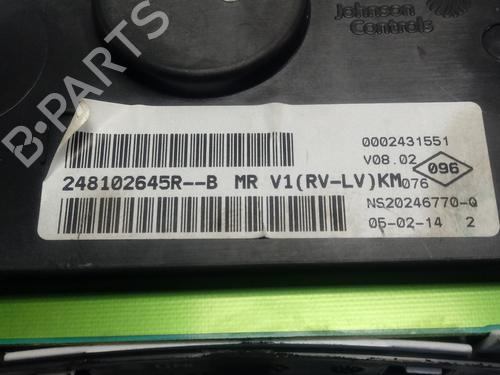 B-PARTS
Johnson
Controls
0002431551
V08.02
096
248102645R--B MR V1(RV-LV)KM
076
NS20246770-Q
05-02-14 2